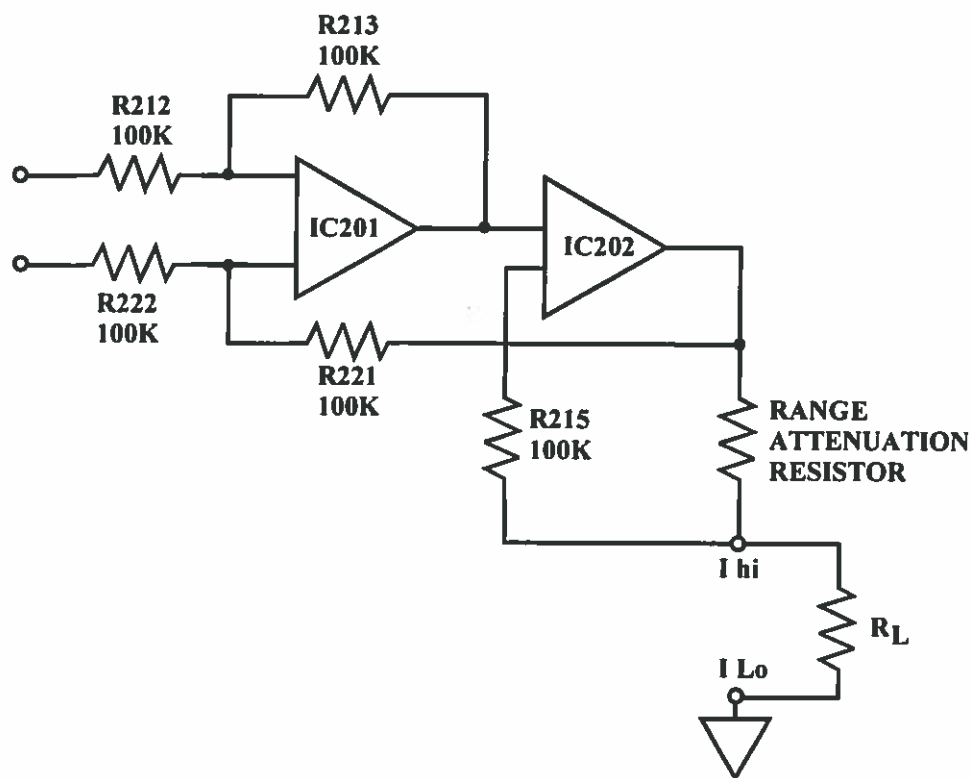 R213
100K
R212
100K
IC201
IC202
R222
100K
R221
100K
R215
100K
RANGE
ATTENUATION
RESISTOR
I hi
RL
I Lo